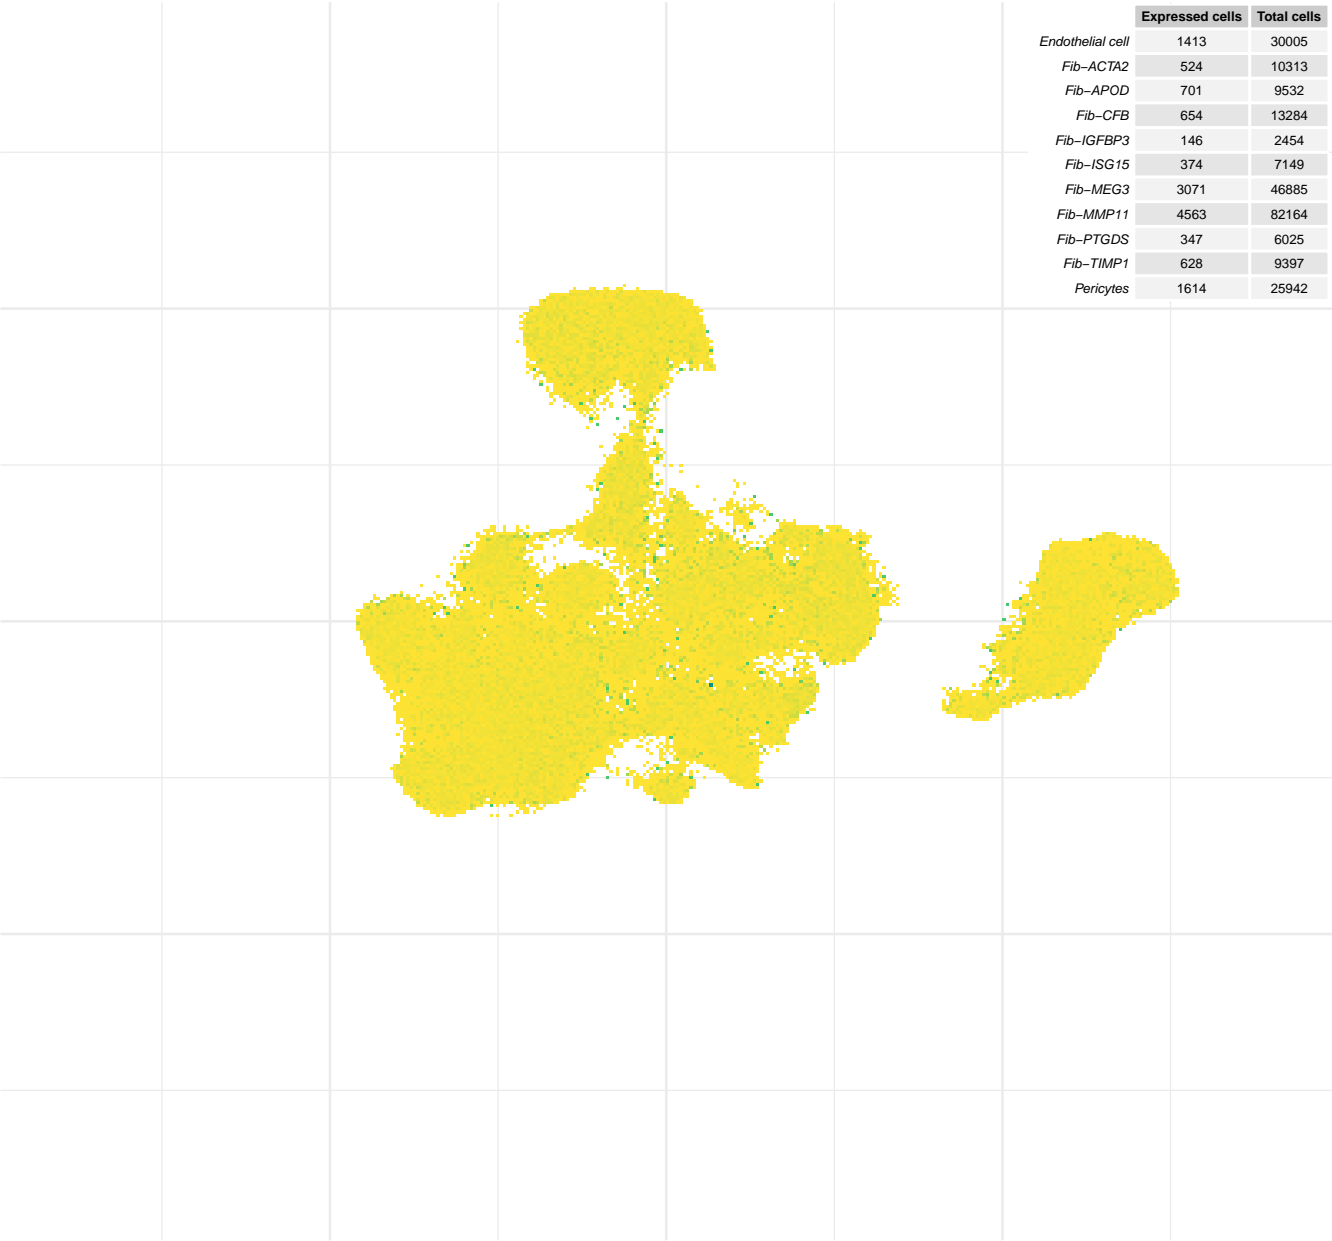 Expressed cells Total cells
Endothelial cell 1413 30005
Fib−ACTA2 524 10313
Fib−APOD 701 9532
Fib−CFB 654 13284
Fib−IGFBP3 146 2454
Fib−ISG15 374 7149
Fib−MEG3 3071 46885
Fib−MMP11 4563 82164
Fib−PTGDS 347 6025
Fib−TIMP1 628 9397
Pericytes 1614 25942